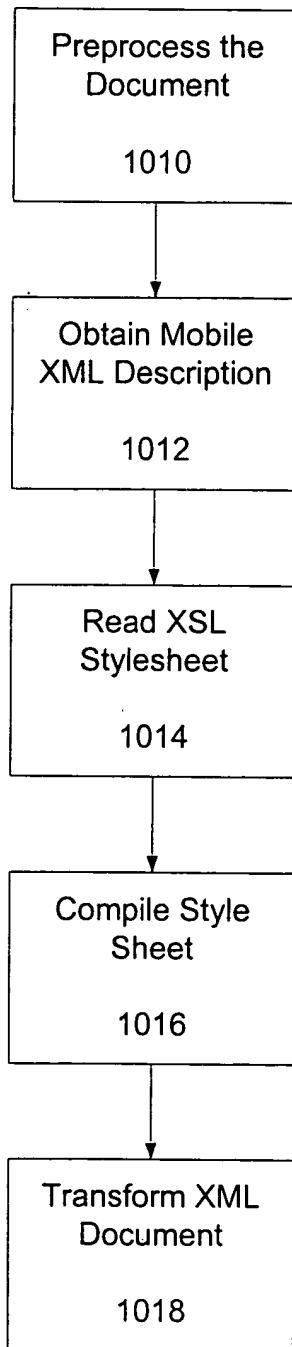 Preprocess the
Document
1010
Obtain Mobile
XML Description
1012
Read XSL
Stylesheet
1014
Compile Style
Sheet
1016
Transform XML
Document
1018